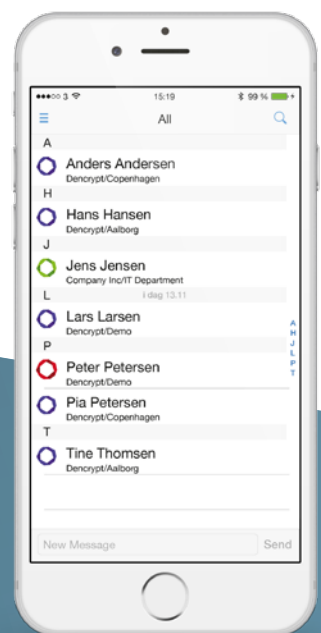 3 15:19 99 %
All
A
Anders Andersen
Dencrypt/Copenhagen
H
Hans Hansen
Dencrypt/Aalborg
J
Jens Jensen
Company Inc/IT Department
L i dag 13.11
Lars Larsen
Dencrypt/Demo
P
Peter Petersen
Dencrypt/Demo
Pia Petersen
Dencrypt/Copenhagen
T
Tine Thomsen
Dencrypt/Aalborg
A
H
J
L
P
T
New Message Send